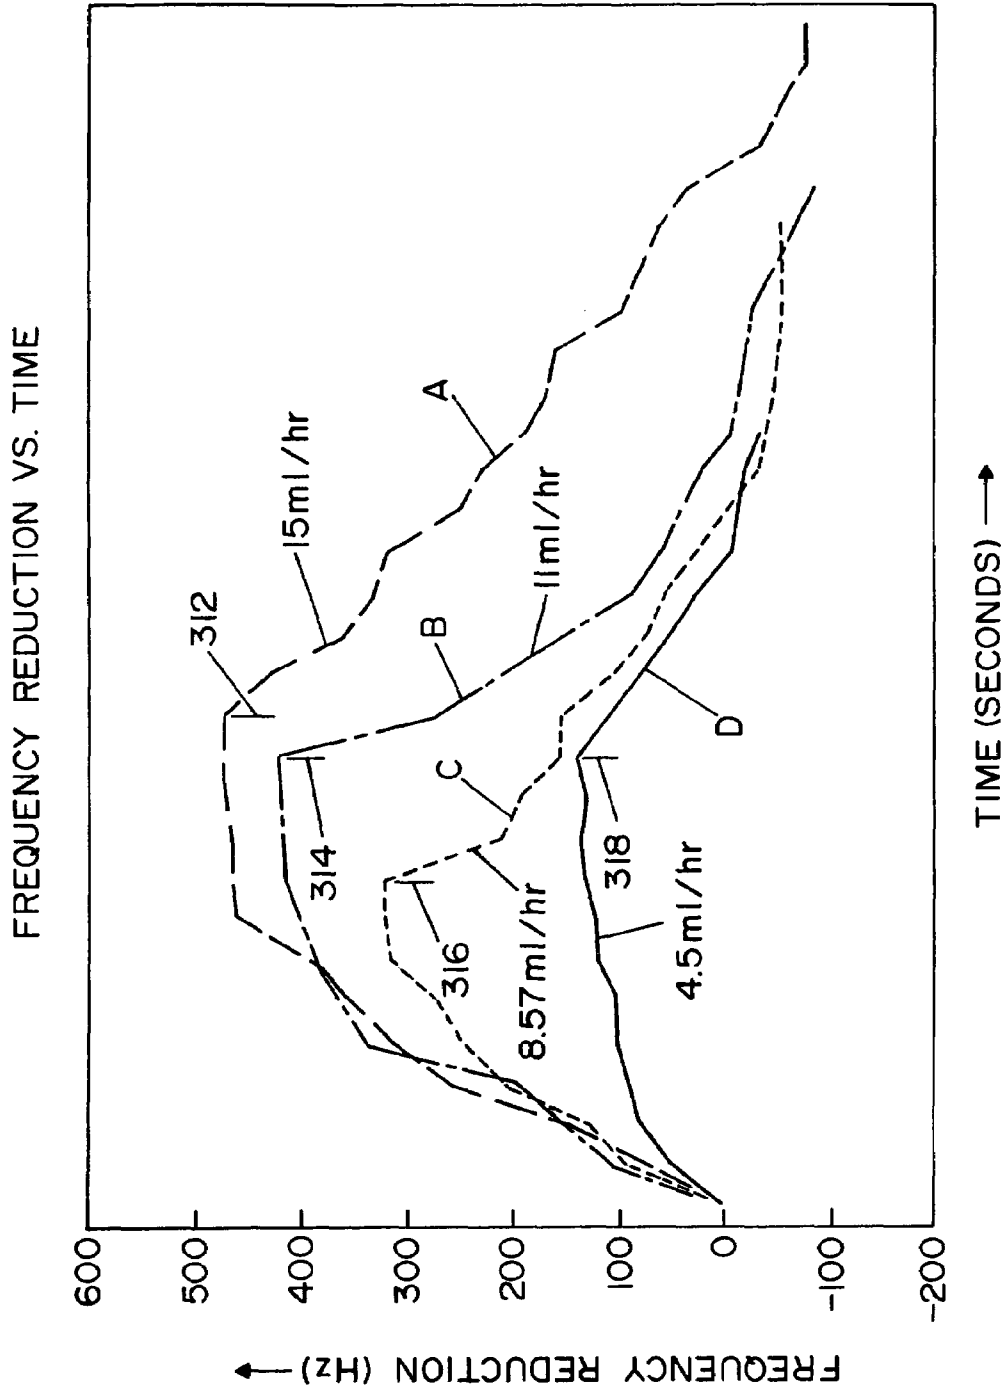 FREQUENCY REDUCTION VS. TIME
FREQUENCY REDUCTION (Hz)
600
500
400
300
200
100
0
-100
-200
312
15ml/hr
A
314
B
11ml/hr
316
C
8.57ml/hr
318
D
4.5ml/hr
TIME (SECONDS)